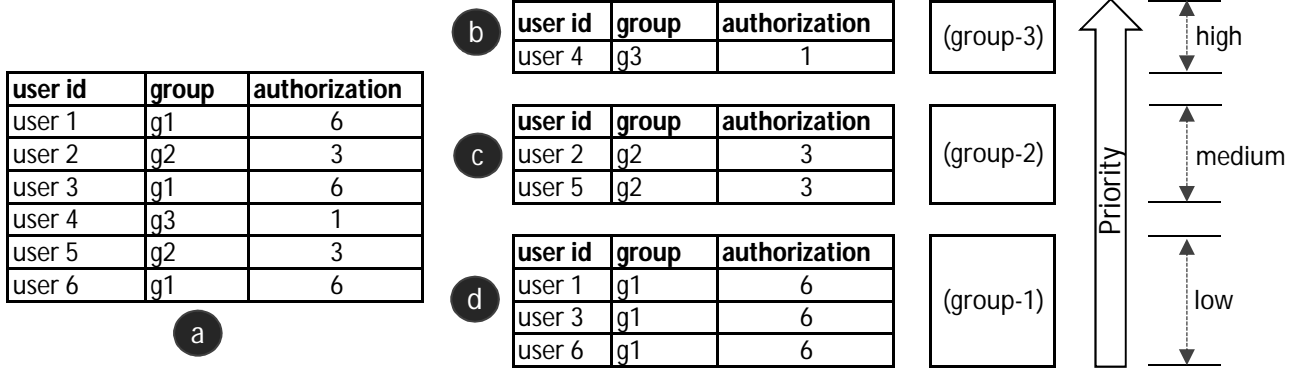 user id group authorization
user 1 g1 6
user 2 g2 3
user 3 g1 6
user 4 g3 1
user 5 g2 3
user 6 g1 6
a
b
user id group authorization
user 4 g3 1
(group-3)
high
c
user id group authorization
user 2 g2 3
user 5 g2 3
(group-2)
medium
d
user id group authorization
user 1 g1 6
user 3 g1 6
user 6 g1 6
(group-1)
low
Priority